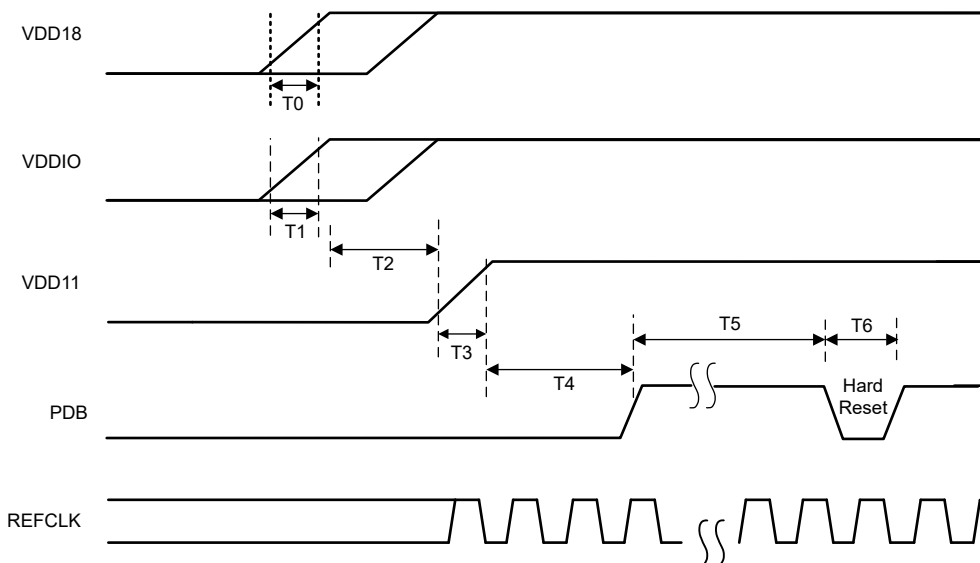 VDD18
T0
VDDIO
T1
T2
VDD11
T3
T4
T5
T6
PDB
Hard
Reset
REFCLK